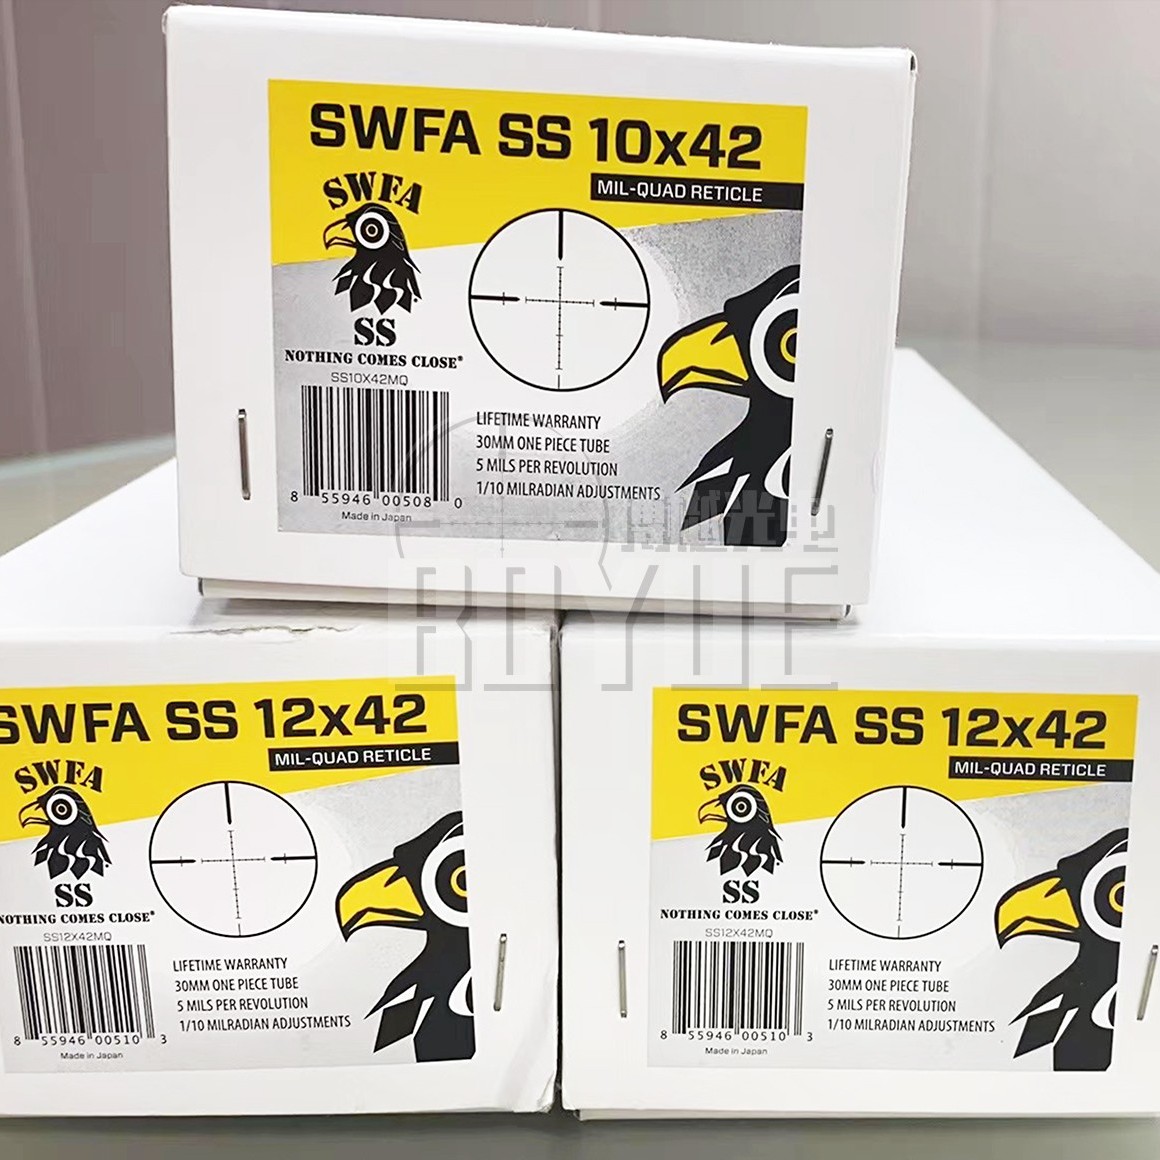 SWFA SS 10x42
MIL-QUAD RETICLE
SWFA
SS
NOTHING COMES CLOSE®
SS10X42MQ
LIFETIME WARRANTY
30MM ONE PIECE TUBE
5 MILS PER REVOLUTION
1/10 MILRADIAN ADJUSTMENTS
8 55946 00508 0
Made in Japan
博越光电
BOYUE
SWFA SS 12x42
MIL-QUAD RETICLE
SWFA
SS
NOTHING COMES CLOSE®
SS12X42MQ
LIFETIME WARRANTY
30MM ONE PIECE TUBE
5 MILS PER REVOLUTION
1/10 MILRADIAN ADJUSTMENTS
8 55946 00510 3
Made in Japan
SWFA SS 12x42
MIL-QUAD RETICLE
SWFA
SS
NOTHING COMES CLOSE®
SS12X42MQ
LIFETIME WARRANTY
30MM ONE PIECE TUBE
5 MILS PER REVOLUTION
1/10 MILRADIAN ADJUSTMENTS
8 55946 00510 3
Made in Japan